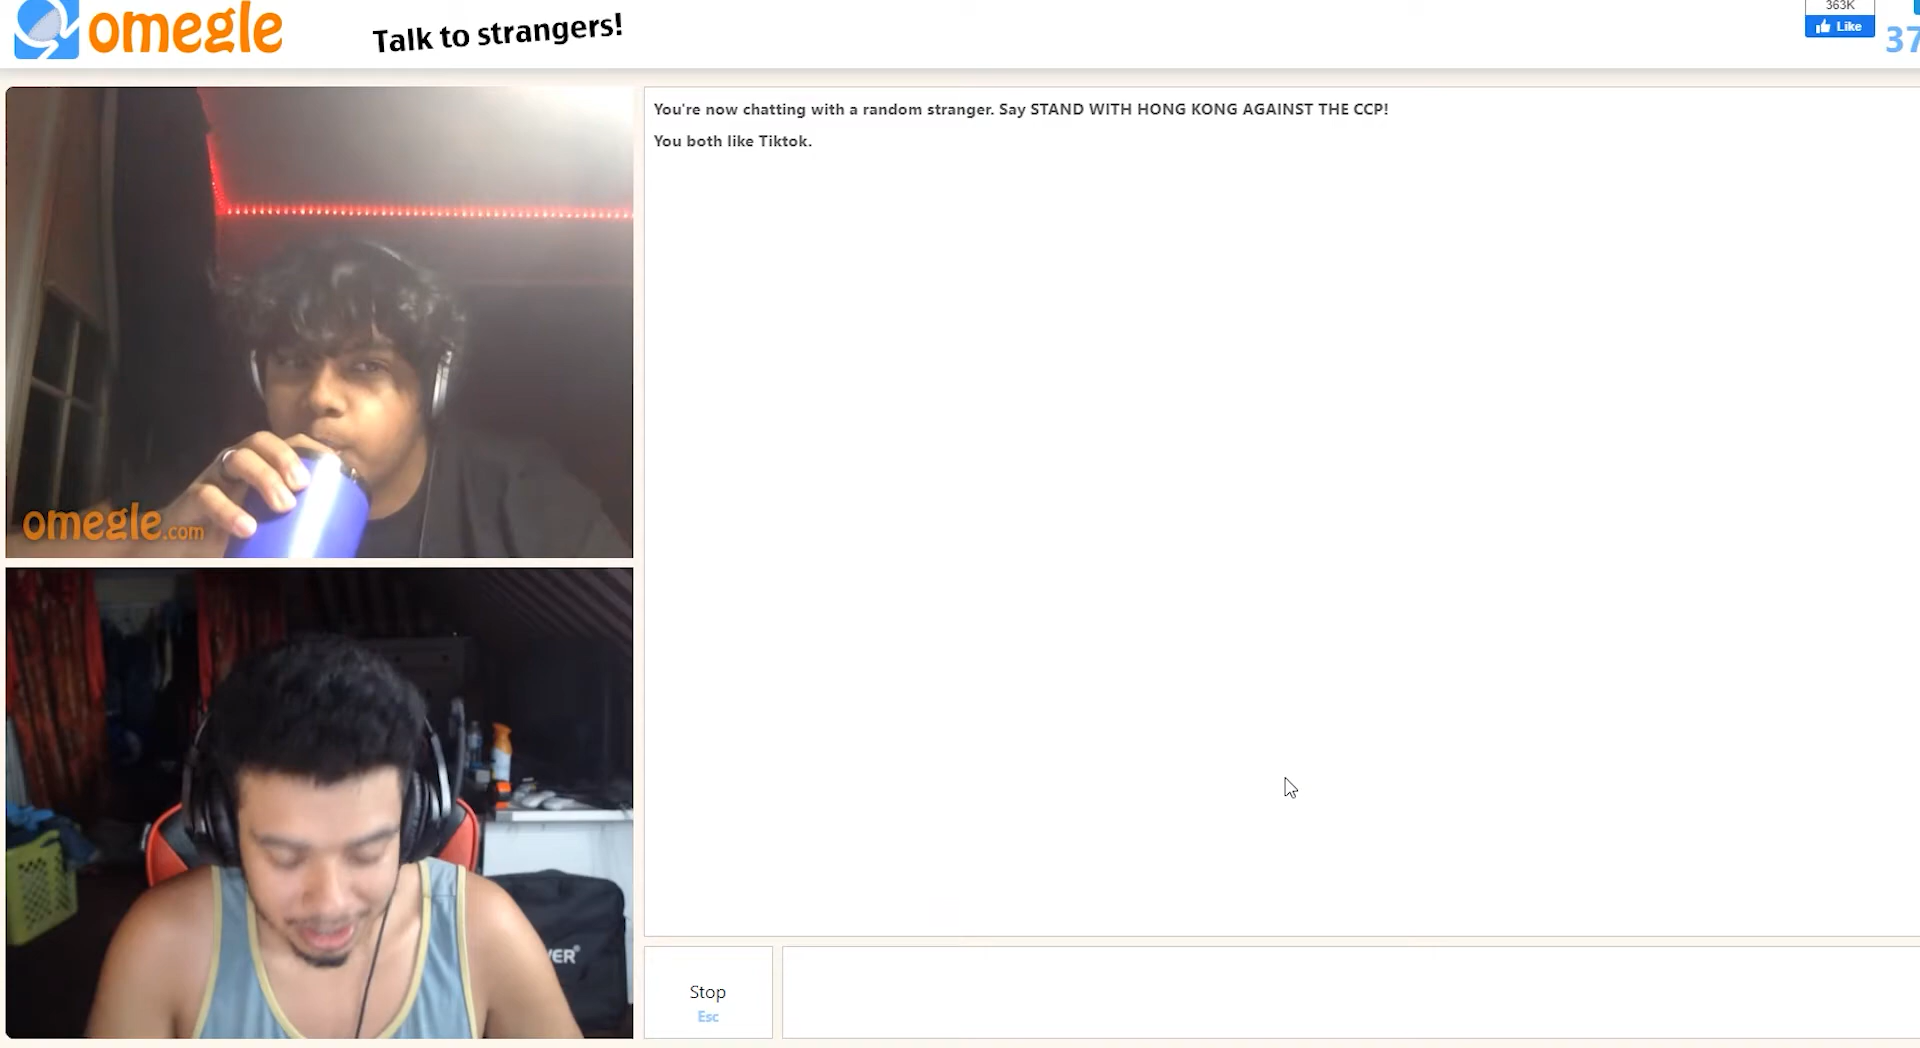 omegle
Talk to strangers!
363K
Like
37
You're now chatting with a random stranger. Say STAND WITH HONG KONG AGAINST THE CCP!
You both like Tiktok.
omegle.com
VER®
Stop
Esc